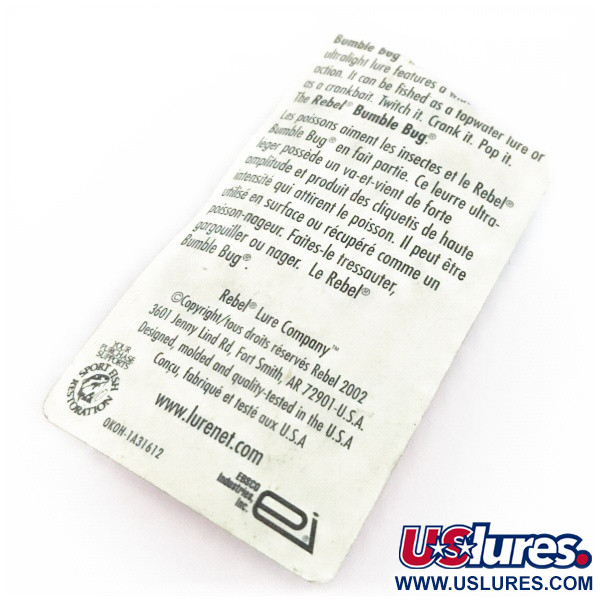 Bumble Bug
ultralight lure features a
action. It can be fished as a topwater lure or
as a crankbait. Twitch it. Crank it. Pop it.
The Rebel® Bumble Bug®.
Les poissons aiment les insectes et le Rebel®
Bumble Bug® en fait partie. Ce leurre ultra-
leger possède un va-et-vient de forte
amplitude et produit des cliquetis de haute
intensité qui attirent le poisson. Il peut être
utilisé en surface ou récupéré comme un
poisson-nageur. Faites-le tressauter,
gargouiller ou nager. Le Rebel®
Bumble Bug®.
Rebel® Lure Company™
©Copyright/tous droits réservés Rebel 2002
3601 Jenny Lind Rd, Fort Smith, AR 72901-U.S.A.
Designed, molded and quality-tested in the U.S.A
Conçu, fabriqué et testé aux U.S.A
www.lurenet.com
YOUR
PURCHASE
SUPPORTS
SPORT FISH
RESTORATION
OKOH-1A31612
EBSCO
Industries,
Inc.
ei®
USlures.
WWW.USLURES.COM